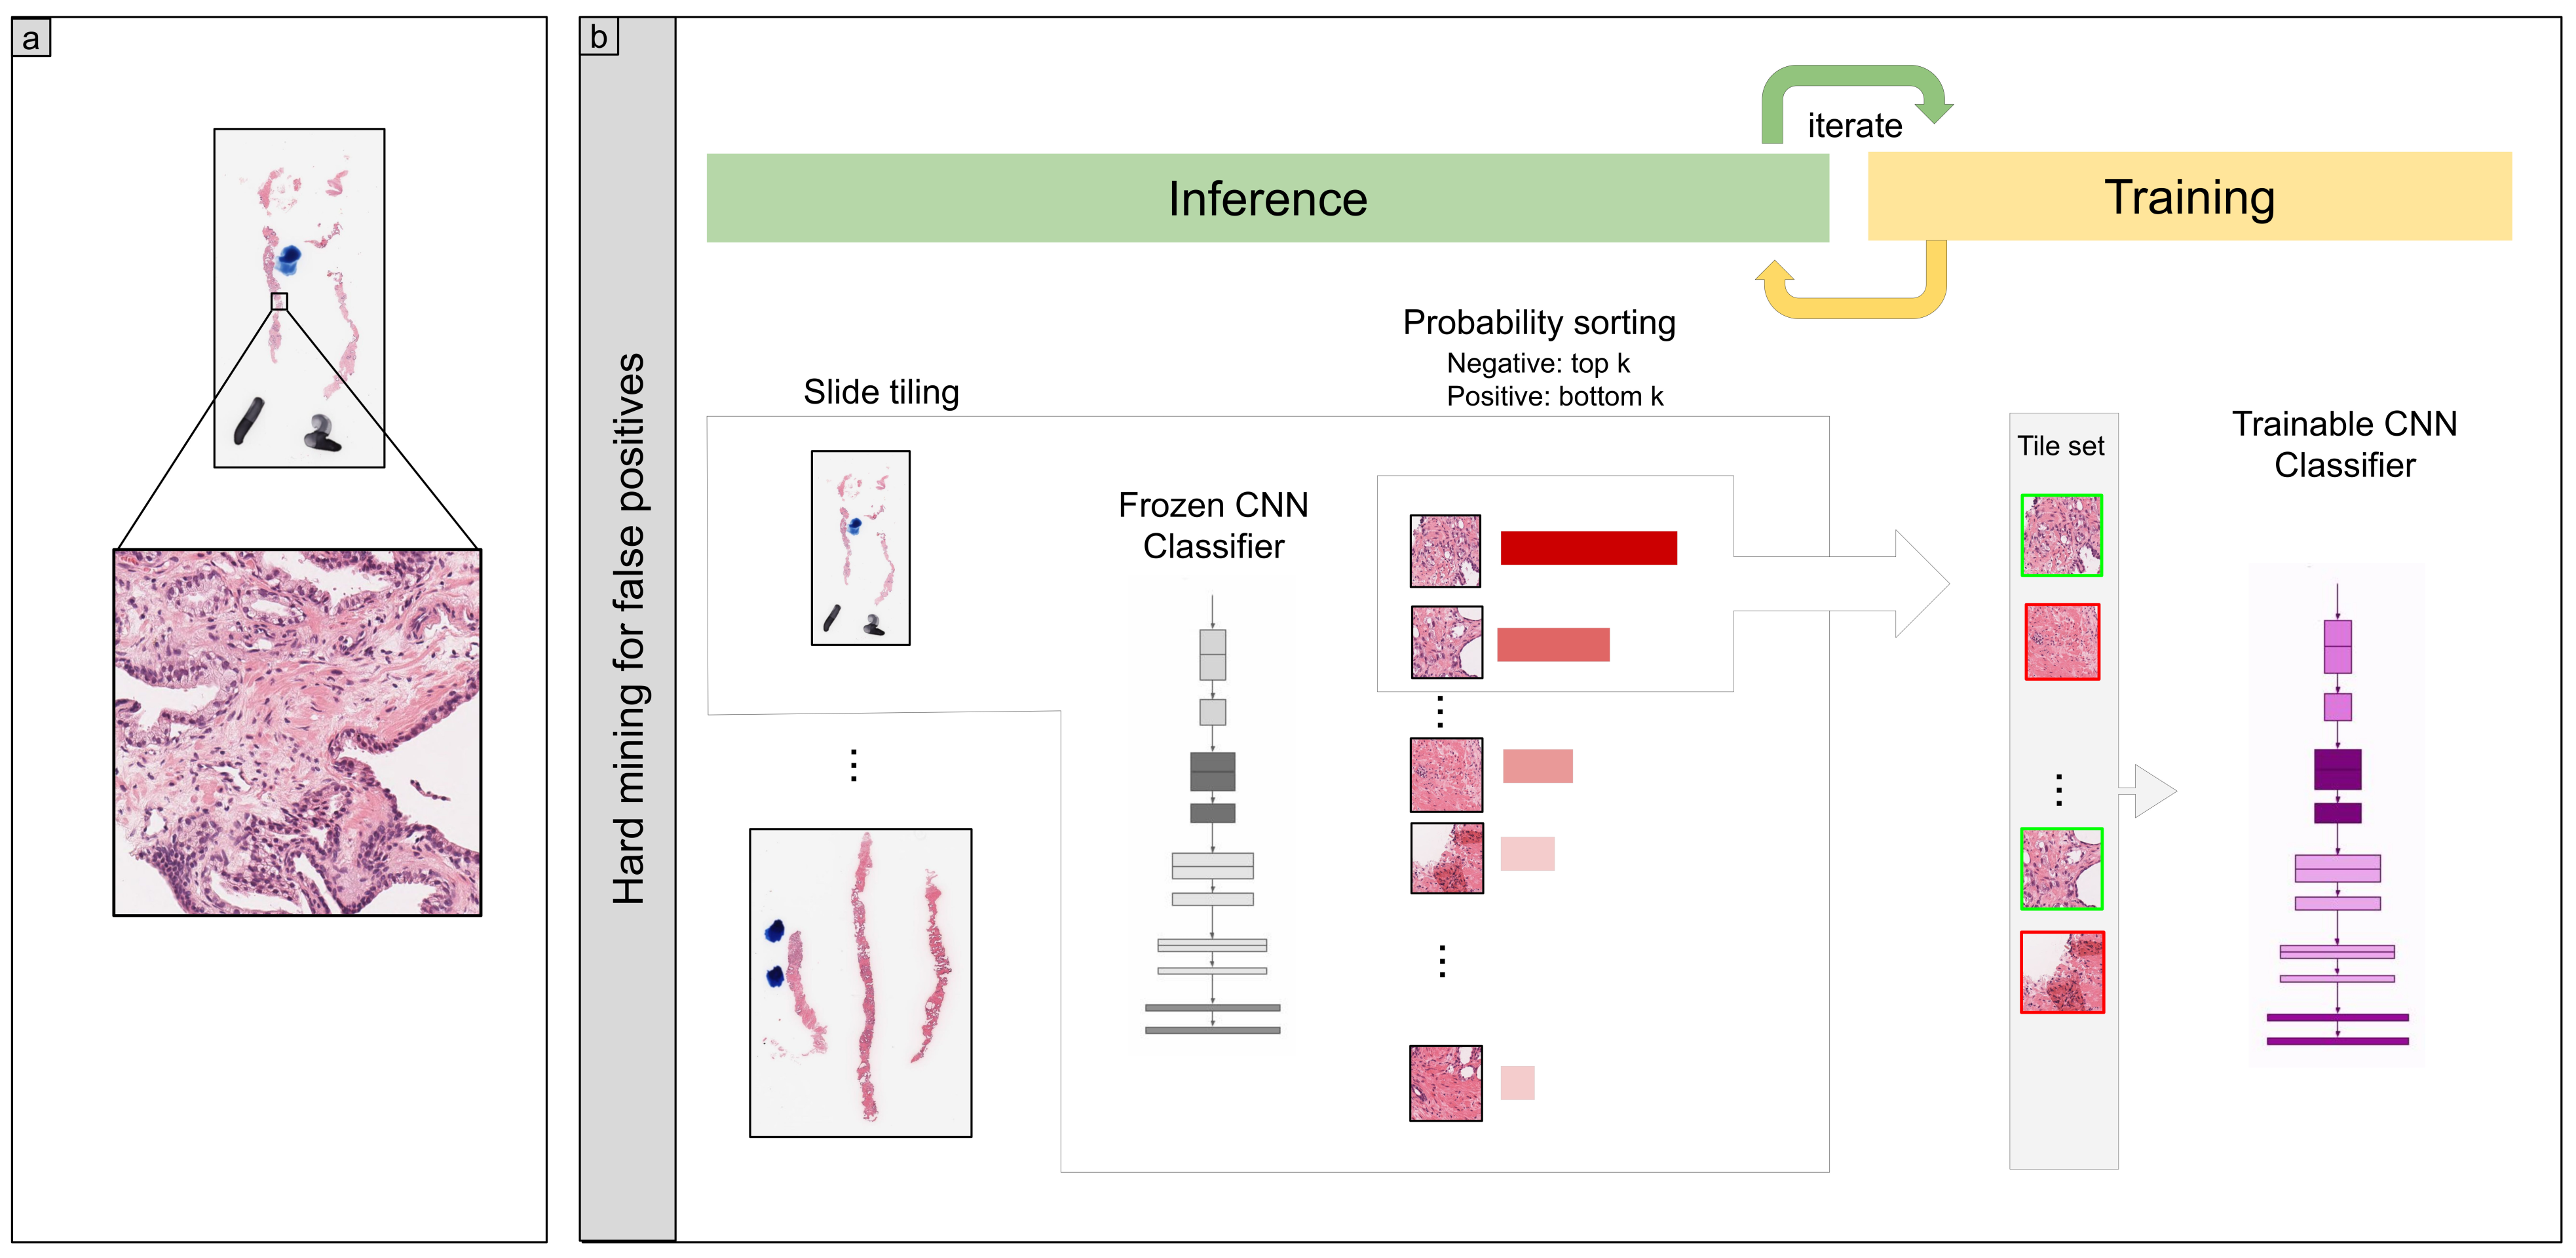 a
b
Hard mining for false positives
iterate
Inference
Training
Probability sorting
Negative: top k
Positive: bottom k
Slide tiling
Frozen CNN
Classifier
Tile set
Trainable CNN
Classifier